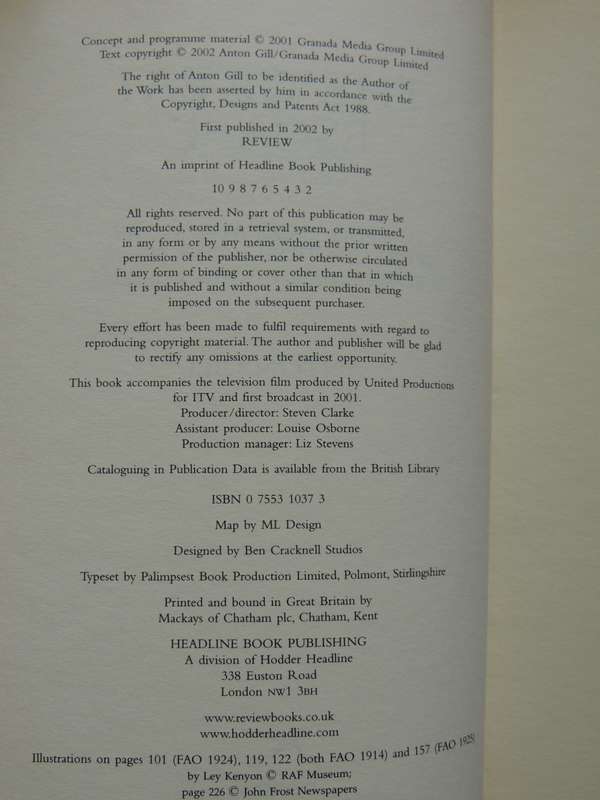 Concept and programme material © 2001 Granada Media Group Limited
Text copyright © 2002 Anton Gill/Granada Media Group Limited
The right of Anton Gill to be identified as the Author of
the Work has been asserted by him in accordance with the
Copyright, Designs and Patents Act 1988.
First published in 2002 by
REVIEW
An imprint of Headline Book Publishing
10 9 8 7 6 5 4 3 2
All rights reserved. No part of this publication may be
reproduced, stored in a retrieval system, or transmitted,
in any form or by any means without the prior written
permission of the publisher, nor be otherwise circulated
in any form of binding or cover other than that in which
it is published and without a similar condition being
imposed on the subsequent purchaser.
Every effort has been made to fulfil requirements with regard to
reproducing copyright material. The author and publisher will be glad
to rectify any omissions at the earliest opportunity.
This book accompanies the television film produced by United Productions
for ITV and first broadcast in 2001.
Producer/director: Steven Clarke
Assistant producer: Louise Osborne
Production manager: Liz Stevens
Cataloguing in Publication Data is available from the British Library
ISBN 0 7553 1037 3
Map by ML Design
Designed by Ben Cracknell Studios
Typeset by Palimpsest Book Production Limited, Polmont, Stirlingshire
Printed and bound in Great Britain by
Mackays of Chatham plc, Chatham, Kent
HEADLINE BOOK PUBLISHING
A division of Hodder Headline
338 Euston Road
London NW1 3BH
www.reviewbooks.co.uk
www.hodderheadline.com
Illustrations on pages 101 (FAO 1924), 119, 122 (both FAO 1914) and 157 (FAO 1925)
by Ley Kenyon © RAF Museum;
page 226 © John Frost Newspapers